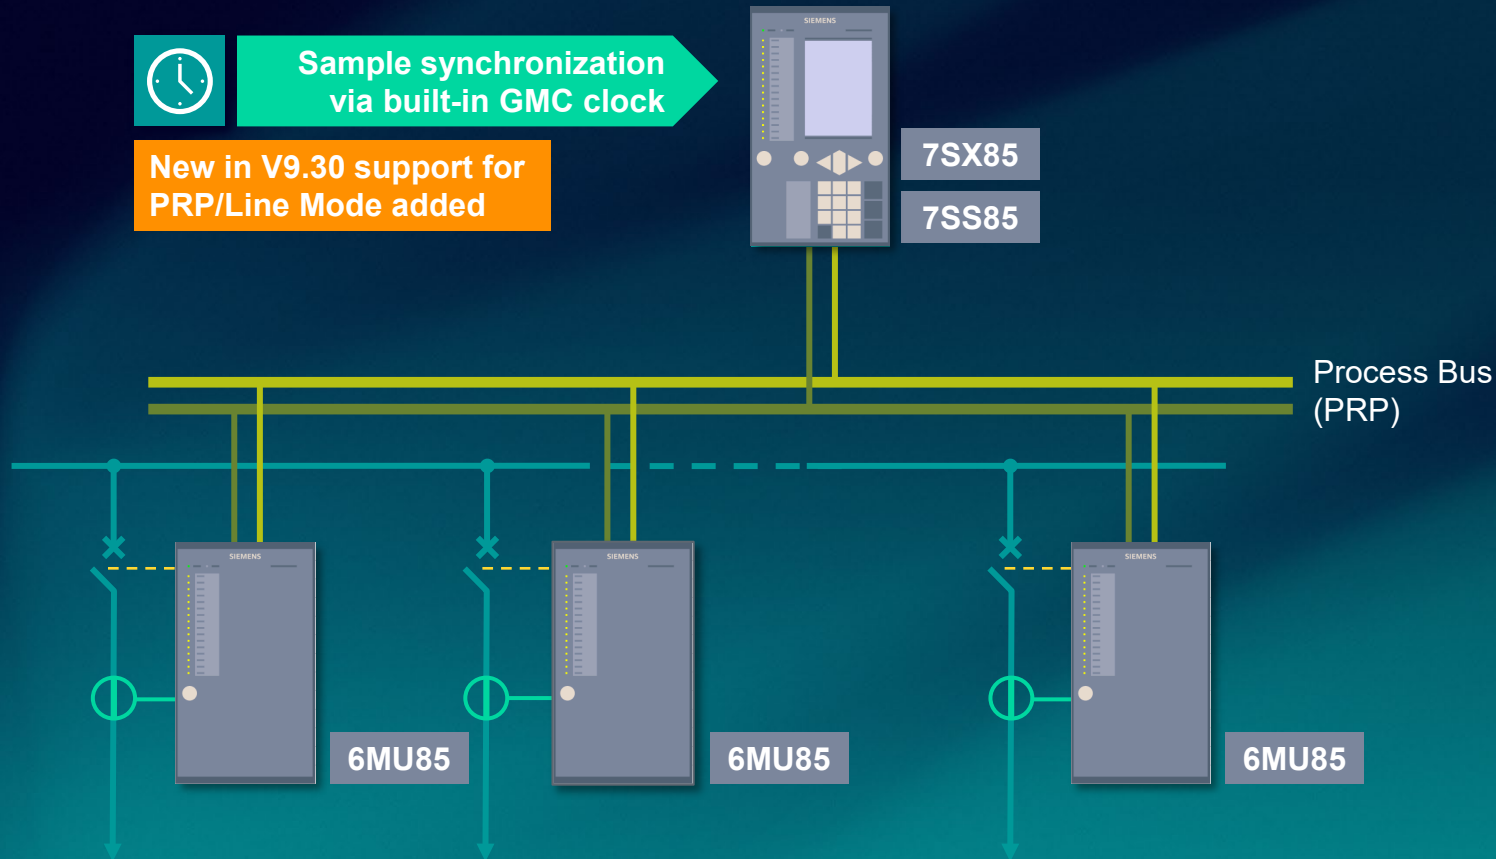 SIEMENS
Sample synchronization
via built-in GMC clock
New in V9.30 support for
PRP/Line Mode added
7SX85
7SS85
Process Bus
(PRP)
SIEMENS
SIEMENS
SIEMENS
6MU85
6MU85
6MU85